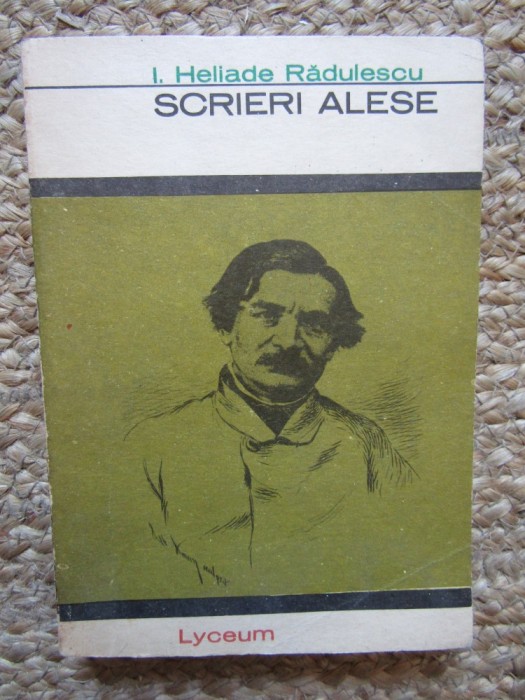 I. Heliade Rădulescu
SCRIERI ALESE
Lyceum